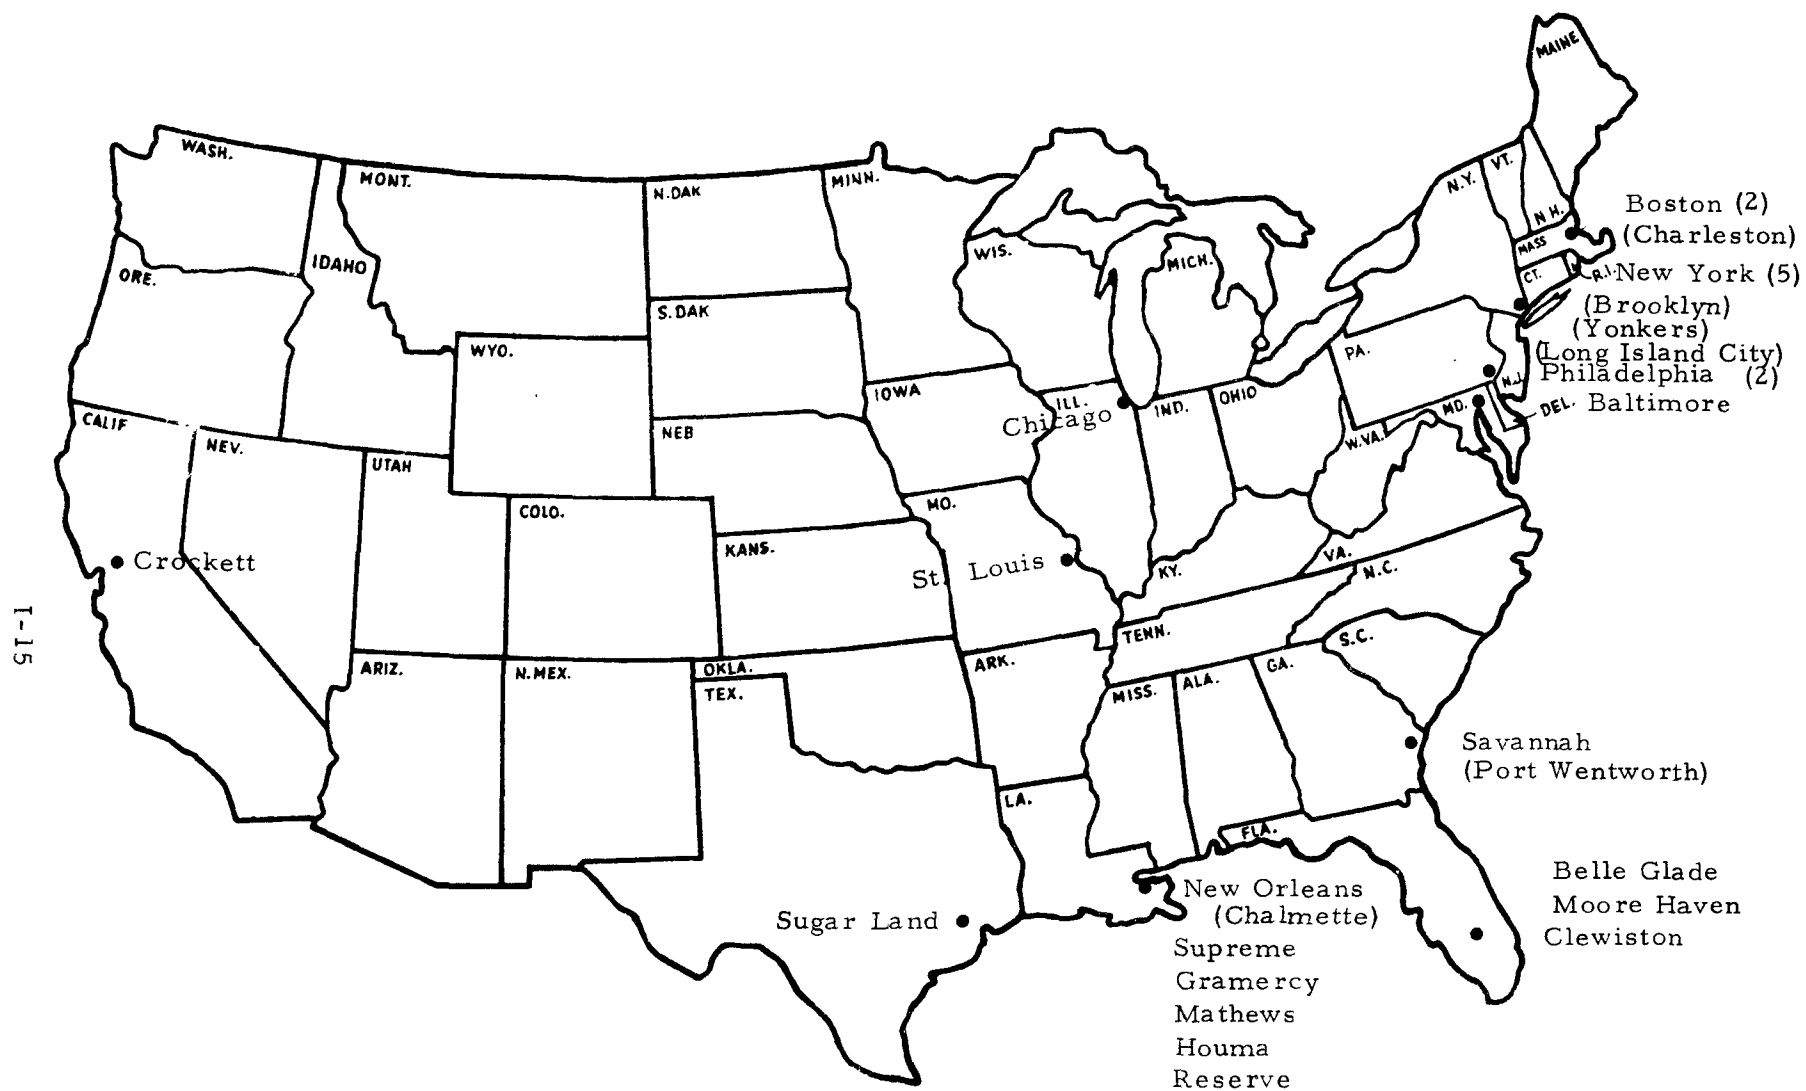 MAINE
WASH.
MONT.
N.DAK
MINN.
VT.
N.Y.
N.H.
Boston (2)
(Charleston)
MASS
IDAHO
ORE.
WIS.
MICH.
CT.
R.I.
New York (5)
(Brooklyn)
(Yonkers)
(Long Island City)
S.DAK
WYO.
PA.
N.J.
Philadelphia (2)
IOWA
ILL.
IND.
OHIO
MD.
DEL.
Baltimore
Chicago
CALIF
NEV.
UTAH
NEB
W.VA.
COLO.
MO.
KANS.
Crockett
St. Louis
KY.
VA.
N.C.
I-15
TENN.
S.C.
ARIZ.
N.MEX.
OKLA.
TEX.
ARK.
MISS.
ALA.
GA.
Savannah
(Port Wentworth)
LA.
FLA.
Belle Glade
Moore Haven
Clewiston
Sugar Land
New Orleans
(Chalmette)
Supreme
Gramercy
Mathews
Houma
Reserve